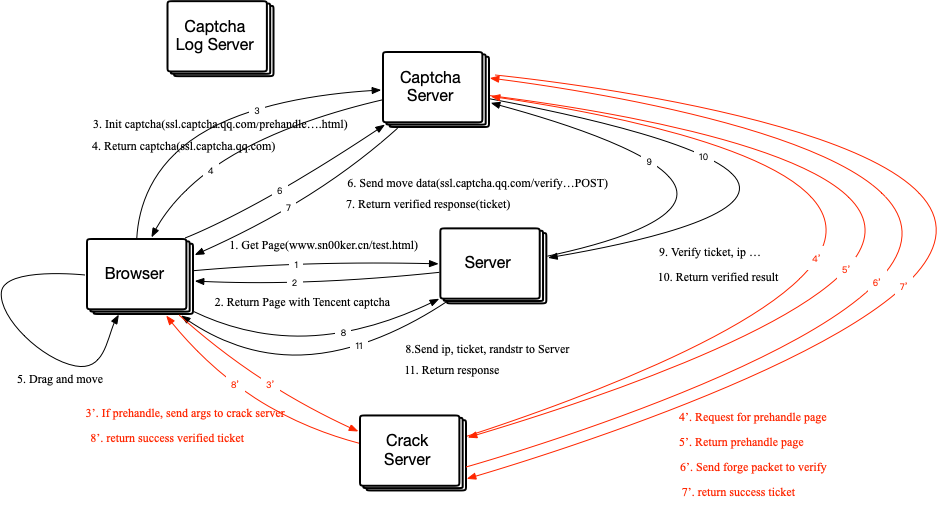 Captcha
Log Server
Captcha
Server
3
3. Init captcha(ssl.captcha.qq.com/prehandle….html)
4. Return captcha(ssl.captcha.qq.com)
4
9
10
6
6. Send move data(ssl.captcha.qq.com/verify…POST)
7. Return verified response(ticket)
7
1. Get Page(www.sn00ker.cn/test.html)
Browser
1
2
Server
9. Verify ticket, ip …
10. Return verified result
4’
5’
6’
7’
2. Return Page with Tencent captcha
8
11
8.Send ip, ticket, randstr to Server
11. Return response
5. Drag and move
8’
3’
3’. If prehandle, send args to crack server
8’. return success verified ticket
Crack
Server
4’. Request for prehandle page
5’. Return prehandle page
6’. Send forge packet to verify
7’. return success ticket